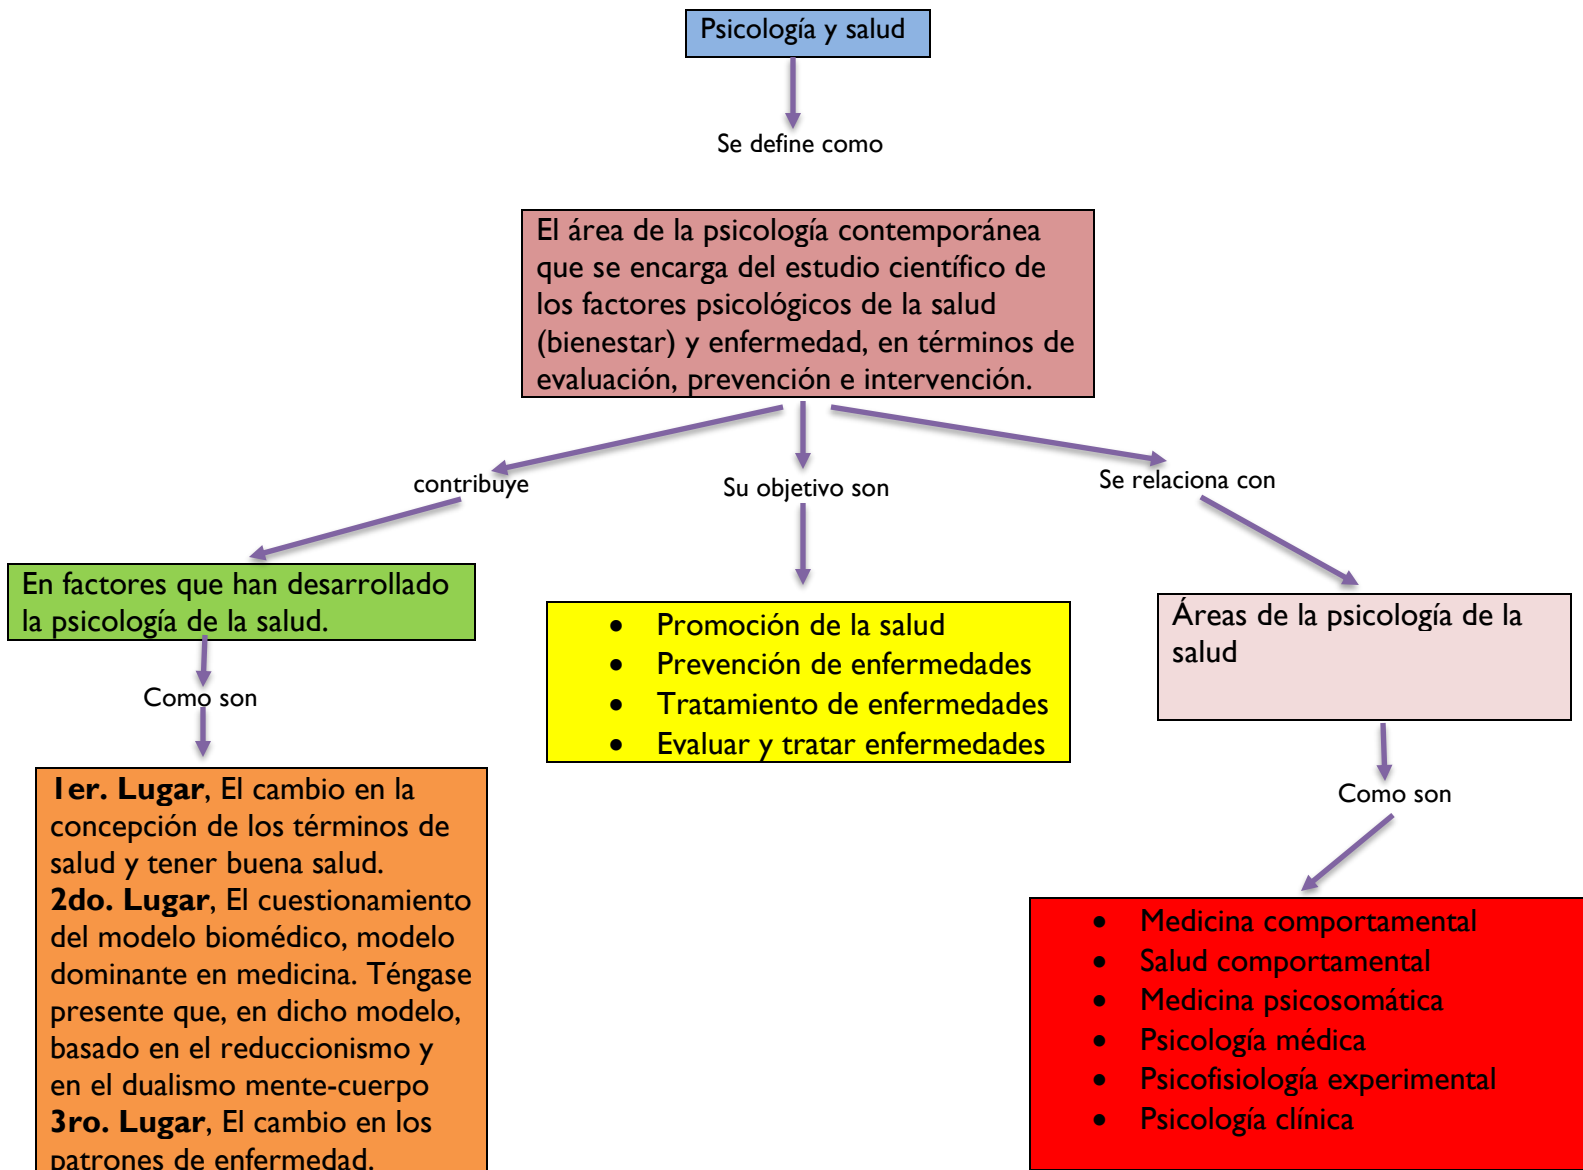 Psicología y salud
Se define como
El área de la psicología contemporánea
que se encarga del estudio científico de
los factores psicológicos de la salud
(bienestar) y enfermedad, en términos de
evaluación, prevención e intervención.
contribuye
Su objetivo son
Se relaciona con
En factores que han desarrollado
la psicología de la salud.
Como son
1er. Lugar, El cambio en la
concepción de los términos de
salud y tener buena salud.
2do. Lugar, El cuestionamiento
del modelo biomédico, modelo
dominante en medicina. Téngase
presente que, en dicho modelo,
basado en el reduccionismo y
en el dualismo mente-cuerpo
3ro. Lugar, El cambio en los
patrones de enfermedad.
• Promoción de la salud
• Prevención de enfermedades
• Tratamiento de enfermedades
• Evaluar y tratar enfermedades
Áreas de la psicología de la
salud
Como son
• Medicina comportamental
• Salud comportamental
• Medicina psicosomática
• Psicología médica
• Psicofisiología experimental
• Psicología clínica